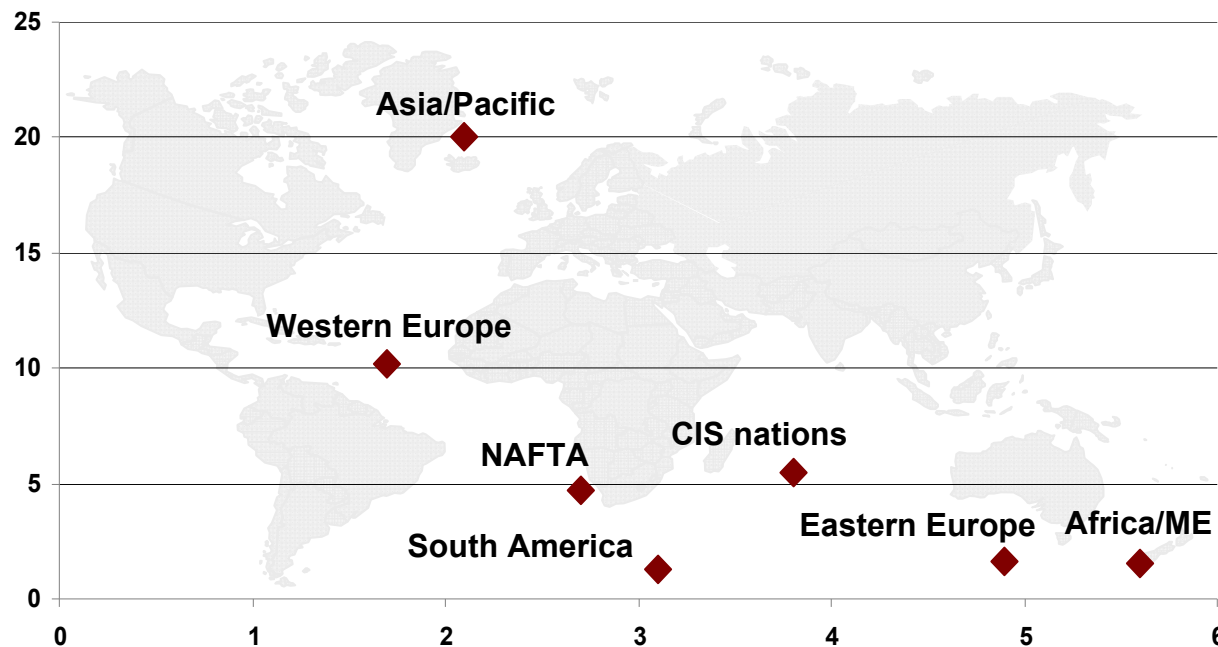 25
Asia/Pacific
20
15
Western Europe
10
CIS nations
NAFTA
5
Eastern Europe
Africa/ME
South America
0
0 1 2 3 4 5 6